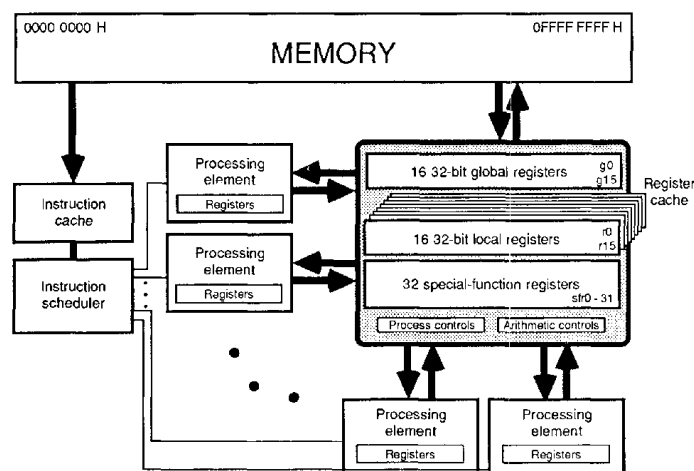 0000 0000 H
0FFFF FFFF H
MEMORY
Processing
element
Registers
16 32-bit global registers
g0
g15
Register
cache
Instruction
cache
16 32-bit local registers
r0
r15
Processing
element
Registers
Instruction
scheduler
32 special-function registers
sfr0 - 31
Process controls
Arithmetic controls
Processing
element
Registers
Processing
element
Registers